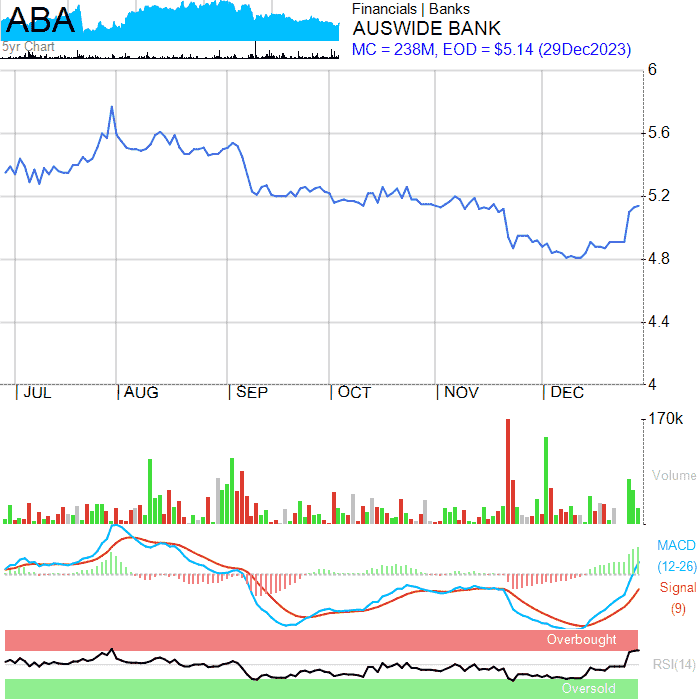 ABA
5yr Chart
Financials | Banks
AUSWIDE BANK
MC = 238M, EOD = $5.14 (29Dec2023)
6
5.6
5.2
4.8
4.4
4
JUL AUG SEP OCT NOV DEC
170k
Volume
MACD
(12-26)
Signal
(9)
Overbought
RSI(14)
Oversold